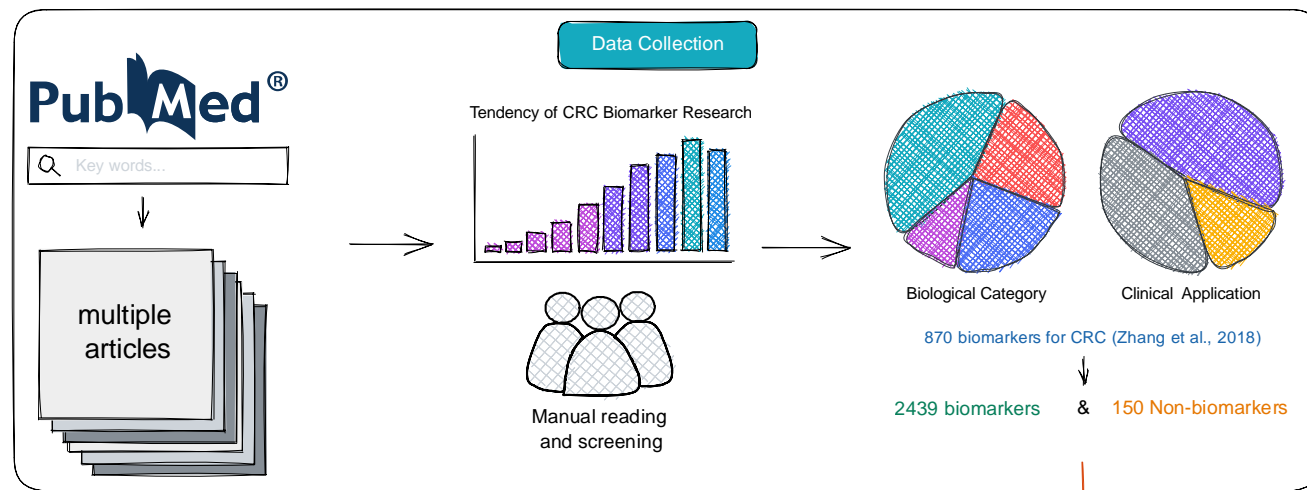 Data Collection
PubMed®
Key words...
multiple
articles
Tendency of CRC Biomarker Research
Manual reading
and screening
Biological Category
Clinical Application
870 biomarkers for CRC (Zhang et al., 2018)
2439 biomarkers & 150 Non-biomarkers